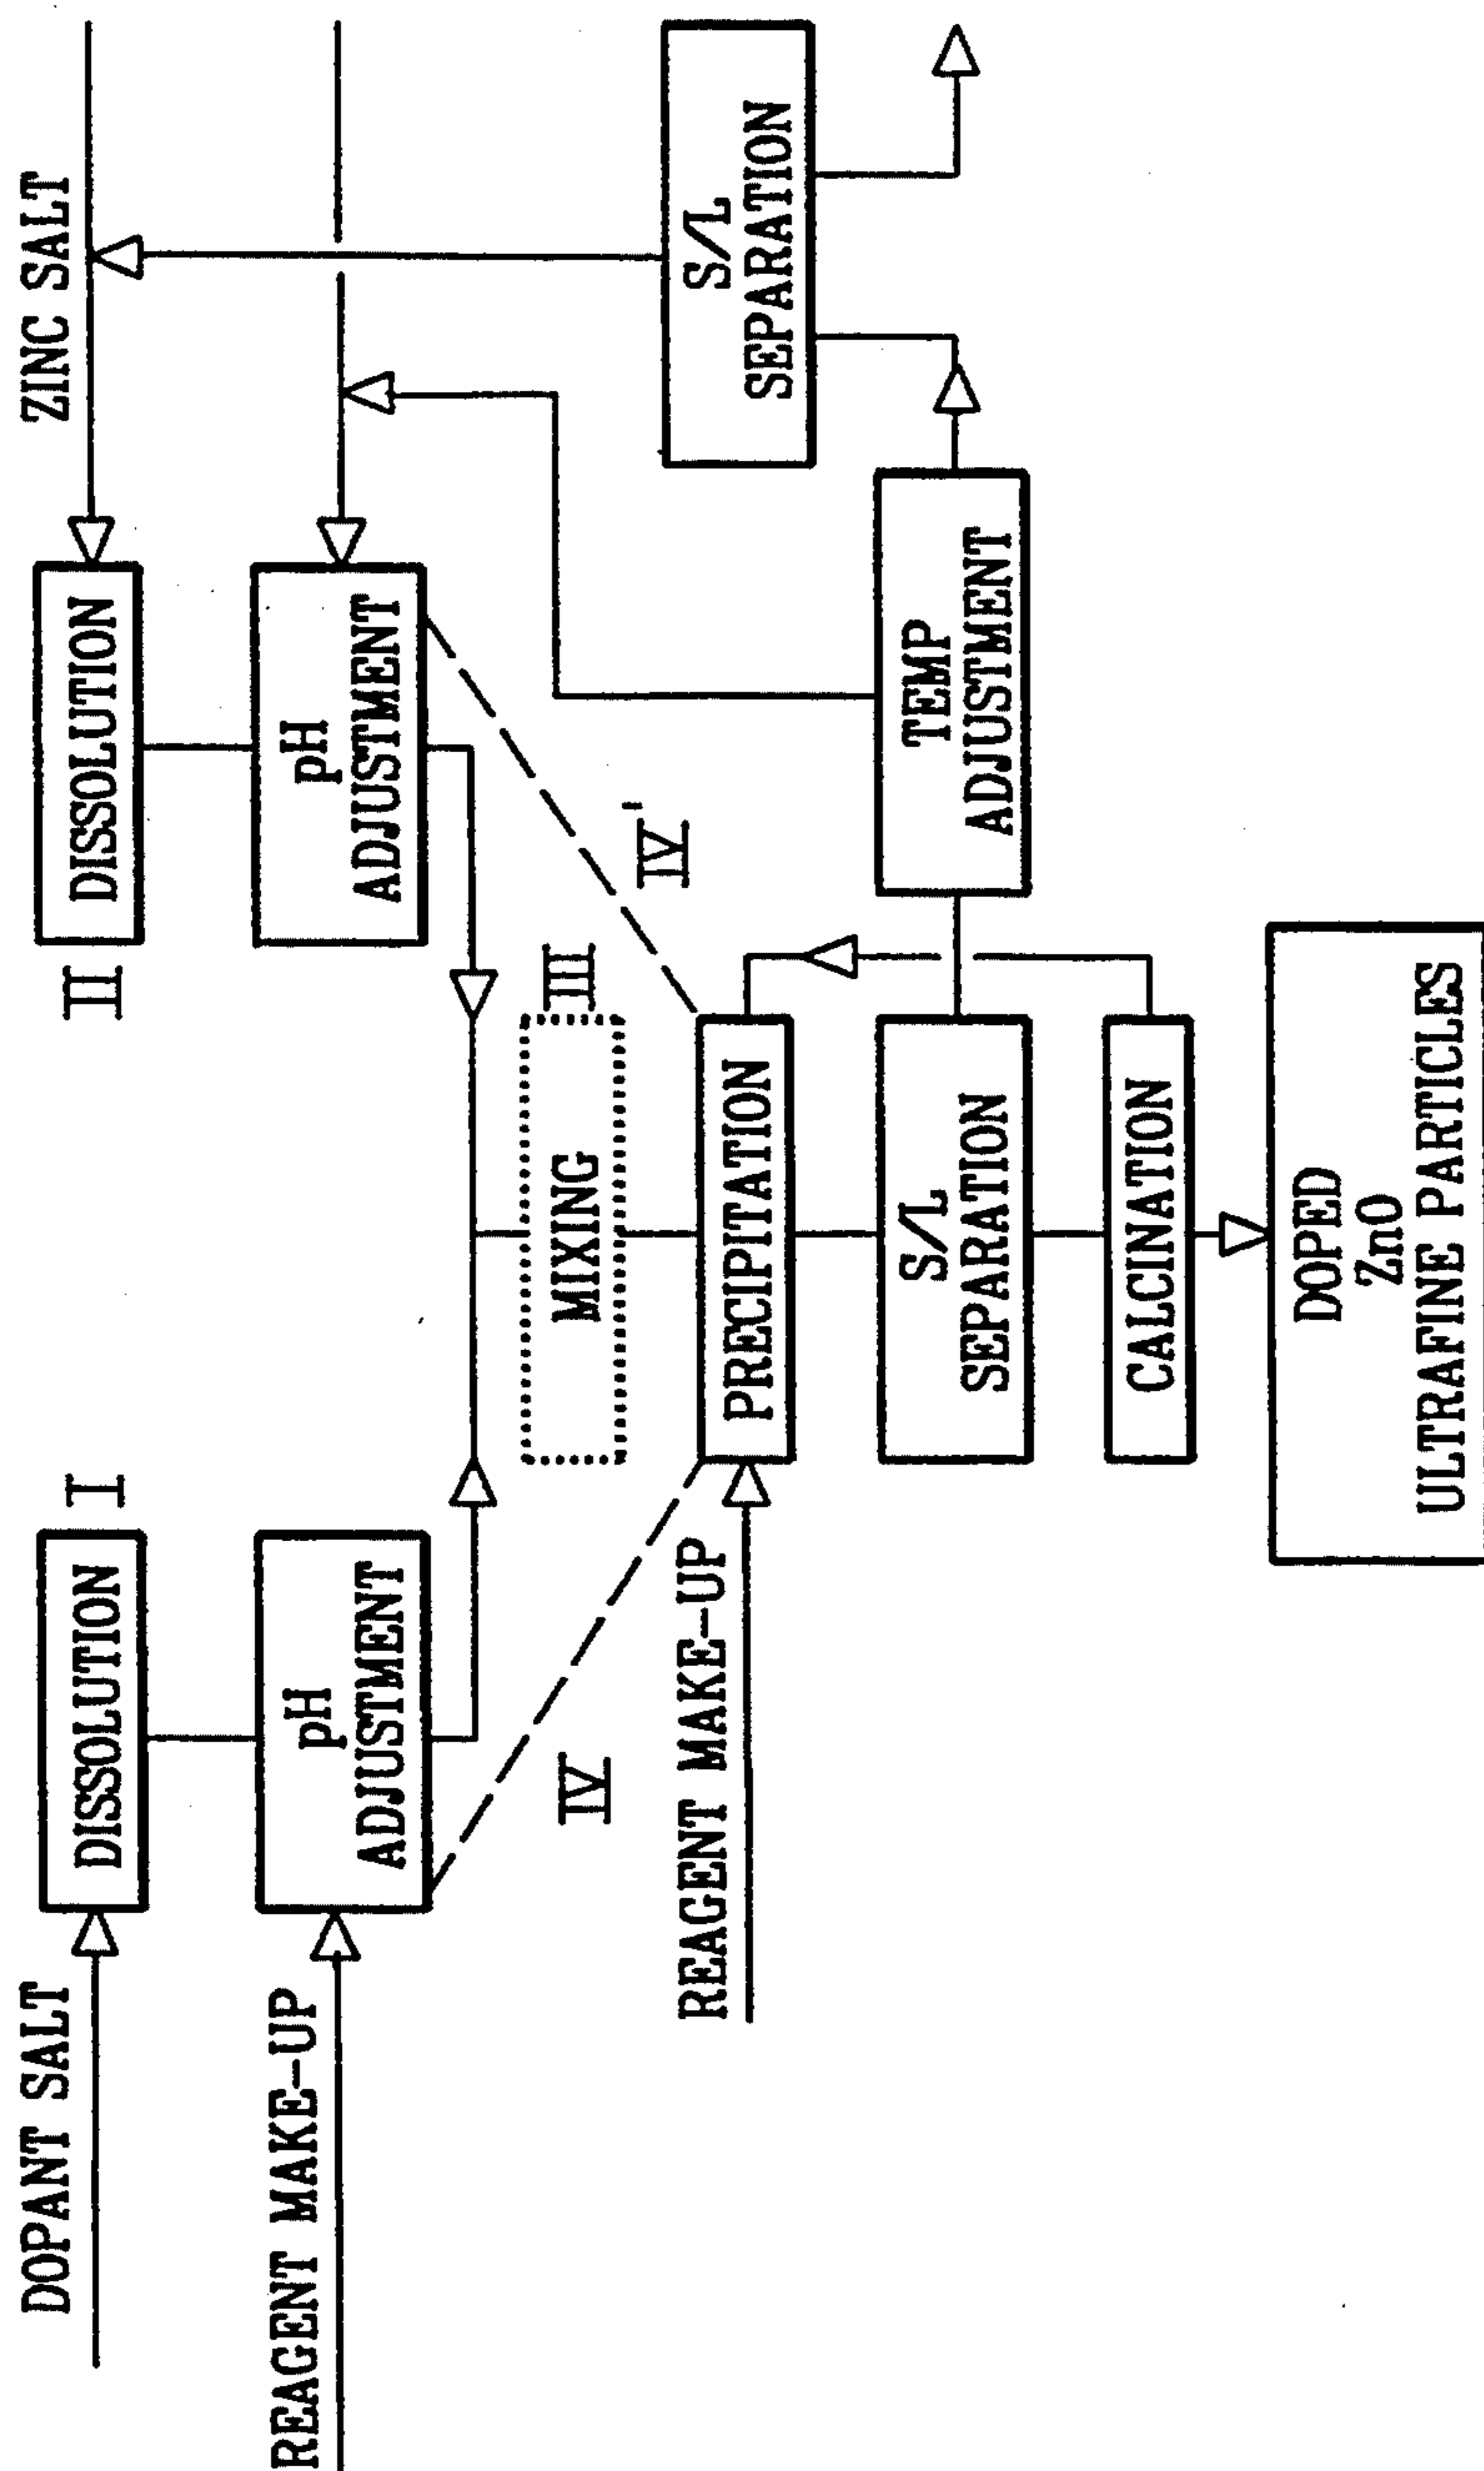 DOPANT SALT
DISSOLUTION
I
II
DISSOLUTION
ZINC SALT
REAGENT MAKE-UP
pH
ADJUSTMENT
pH
ADJUSTMENT
IV
MIXING
III
IV'
REAGENT MAKE-UP
PRECIPITATION
S/L
SEPARATION
S/L
SEPARATION
TEMP
ADJUSTMENT
CALCINATION
DOPED
ZnO
ULTRAFINE PARTICLES